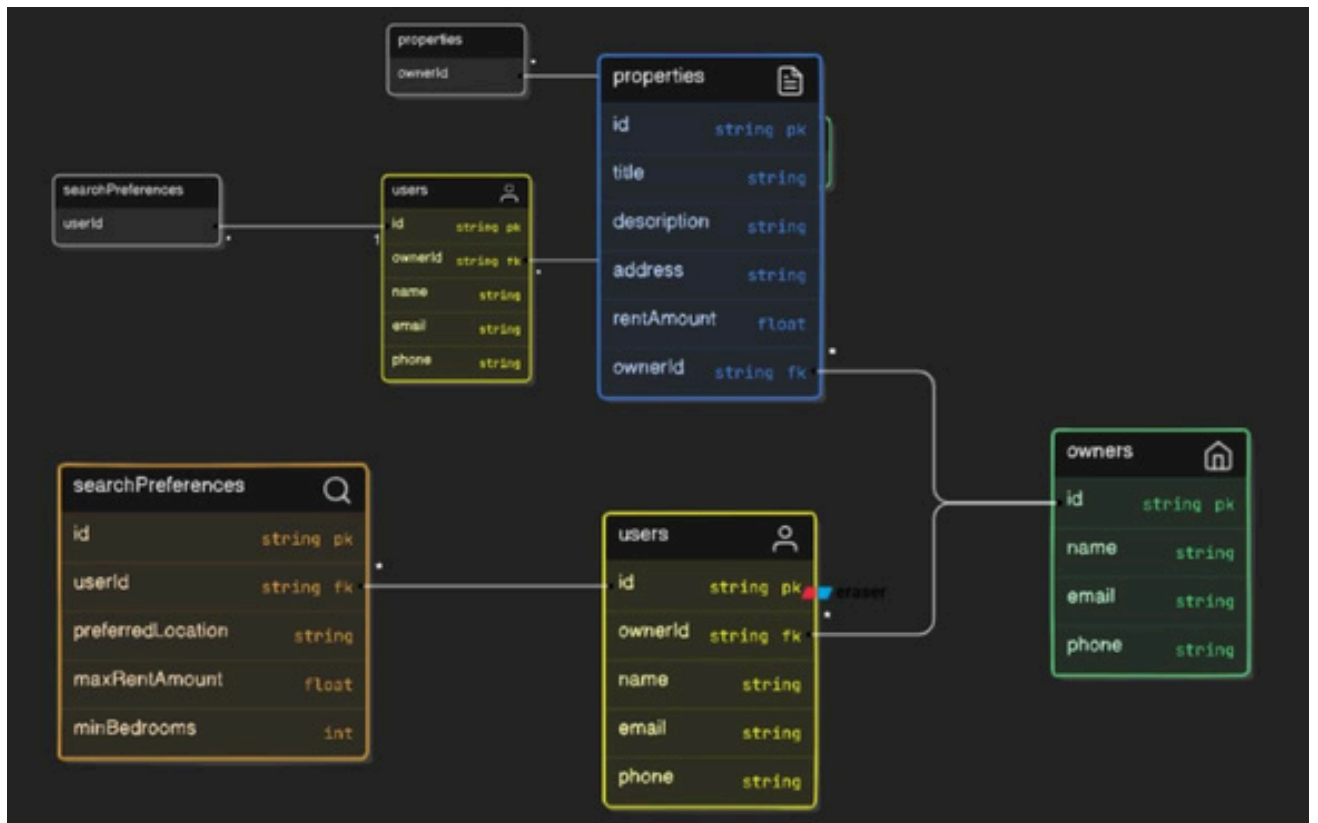 properties
ownerId
properties
id string pk
title string
description string
address string
rentAmount float
ownerId string fk
searchPreferences
userId
*
users
id string pk
ownerId string fk
name string
email string
phone string
*
1
*
*
*
owners
id string pk
name string
email string
phone string
searchPreferences
id string pk
userId string fk
preferredLocation string
maxRentAmount float
minBedrooms int
*
users
id string pk
ownerId string fk
name string
email string
phone string
eraser
*